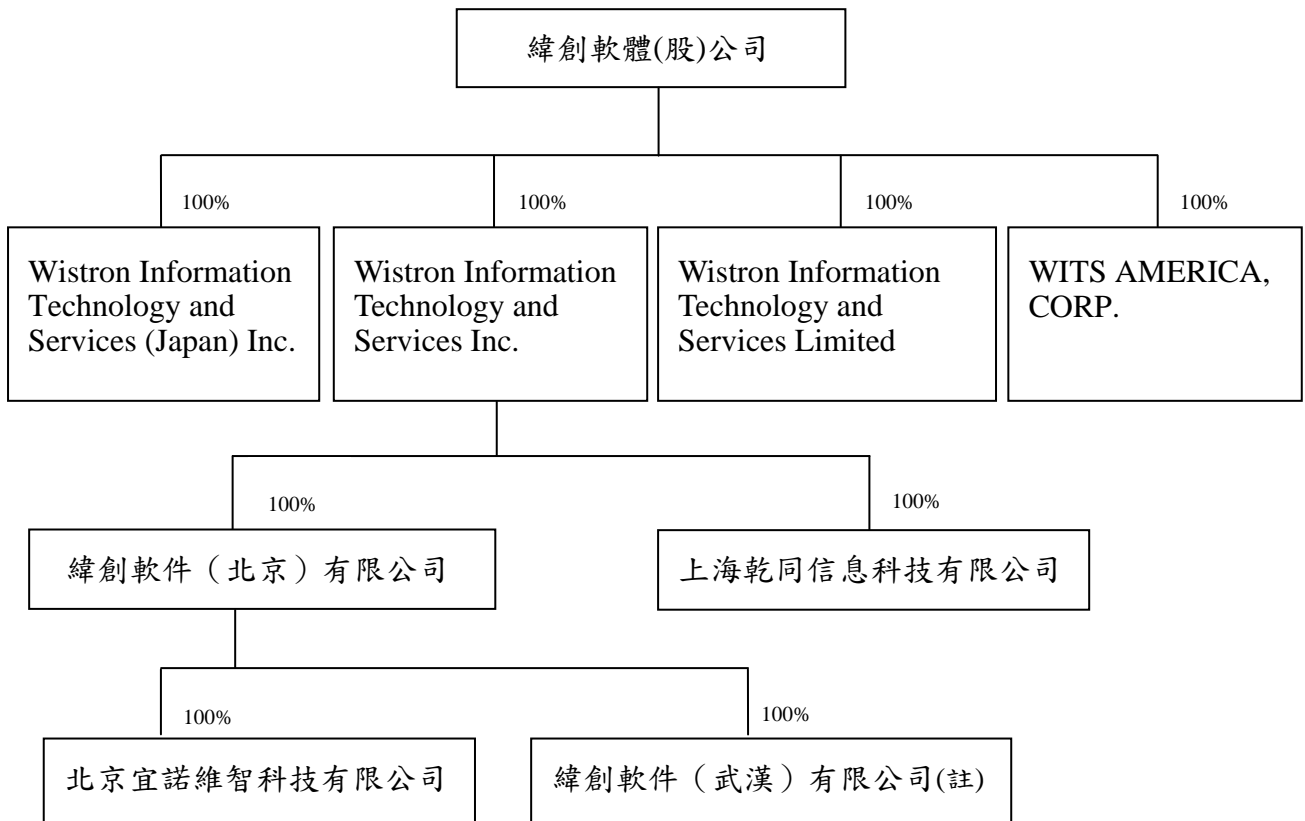 緯創軟體(股)公司
100%
100%
100%
100%
Wistron Information
Technology and
Services (Japan) Inc.
Wistron Information
Technology and
Services Inc.
Wistron Information
Technology and
Services Limited
WITS AMERICA,
CORP.
100%
100%
緯創軟件（北京）有限公司
上海乾同信息科技有限公司
100%
100%
北京宜諾維智科技有限公司
緯創軟件（武漢）有限公司(註)